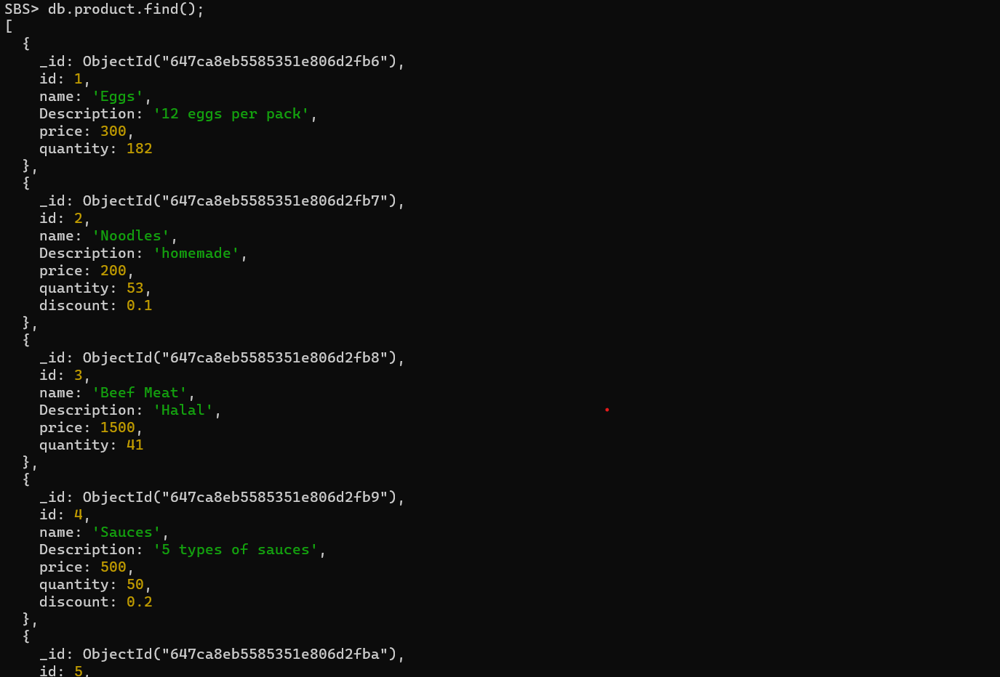 SBS> db.product.find();
[
  {
    _id: ObjectId("647ca8eb5585351e806d2fb6"),
    id: 1,
    name: 'Eggs',
    Description: '12 eggs per pack',
    price: 300,
    quantity: 182
  },
  {
    _id: ObjectId("647ca8eb5585351e806d2fb7"),
    id: 2,
    name: 'Noodles',
    Description: 'homemade',
    price: 200,
    quantity: 53,
    discount: 0.1
  },
  {
    _id: ObjectId("647ca8eb5585351e806d2fb8"),
    id: 3,
    name: 'Beef Meat',
    Description: 'Halal',
    price: 1500,
    quantity: 41
  },
  {
    _id: ObjectId("647ca8eb5585351e806d2fb9"),
    id: 4,
    name: 'Sauces',
    Description: '5 types of sauces',
    price: 500,
    quantity: 50,
    discount: 0.2
  },
  {
    _id: ObjectId("647ca8eb5585351e806d2fba"),
    id: 5,